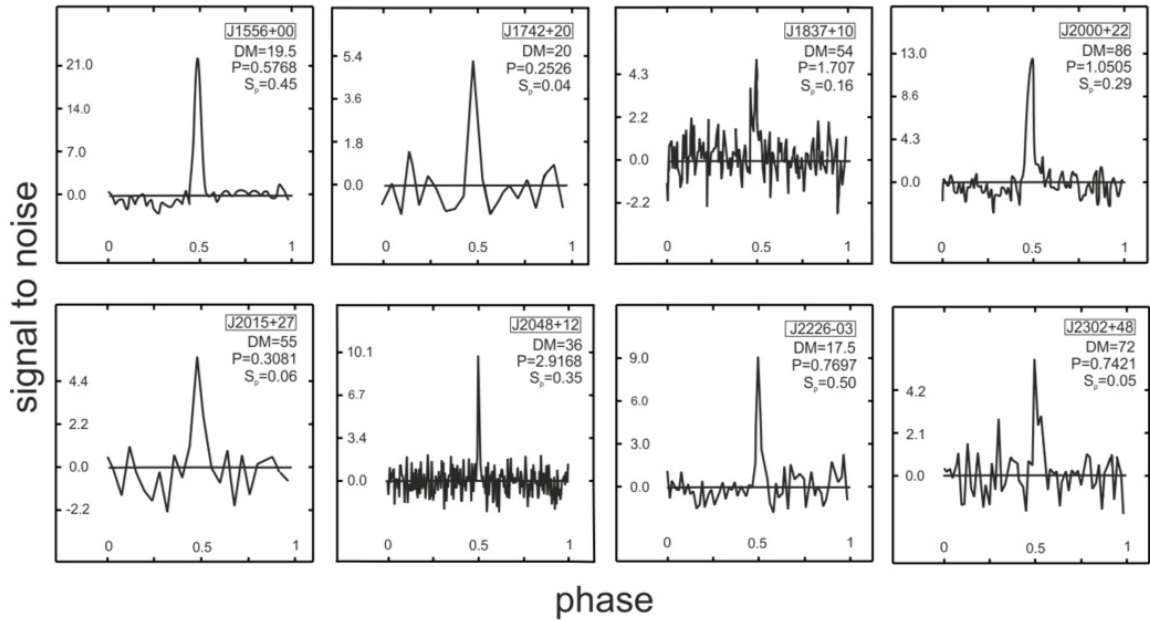 signal to noise
J1556+00
DM=19.5
P=0.5768
Sp=0.45
21.0
14.0
7.0
0.0
0 0.5 1
J1742+20
DM=20
P=0.2526
Sp=0.04
5.4
3.6
1.8
0.0
0 0.5 1
J1837+10
DM=54
P=1.707
Sp=0.16
4.3
2.2
0.0
-2.2
0 0.5 1
J2000+22
DM=86
P=1.0505
Sp=0.29
13.0
8.6
4.3
0.0
0 0.5 1
J2015+27
DM=55
P=0.3081
Sp=0.06
4.4
2.2
0.0
-2.2
0 0.5 1
J2048+12
DM=36
P=2.9168
Sp=0.35
10.1
6.7
3.4
0.0
0 0.5 1
J2226-03
DM=17.5
P=0.7697
Sp=0.50
9.0
6.0
3.0
0.0
0 0.5 1
J2302+48
DM=72
P=0.7421
Sp=0.05
4.2
2.1
0.0
0 0.5 1
phase